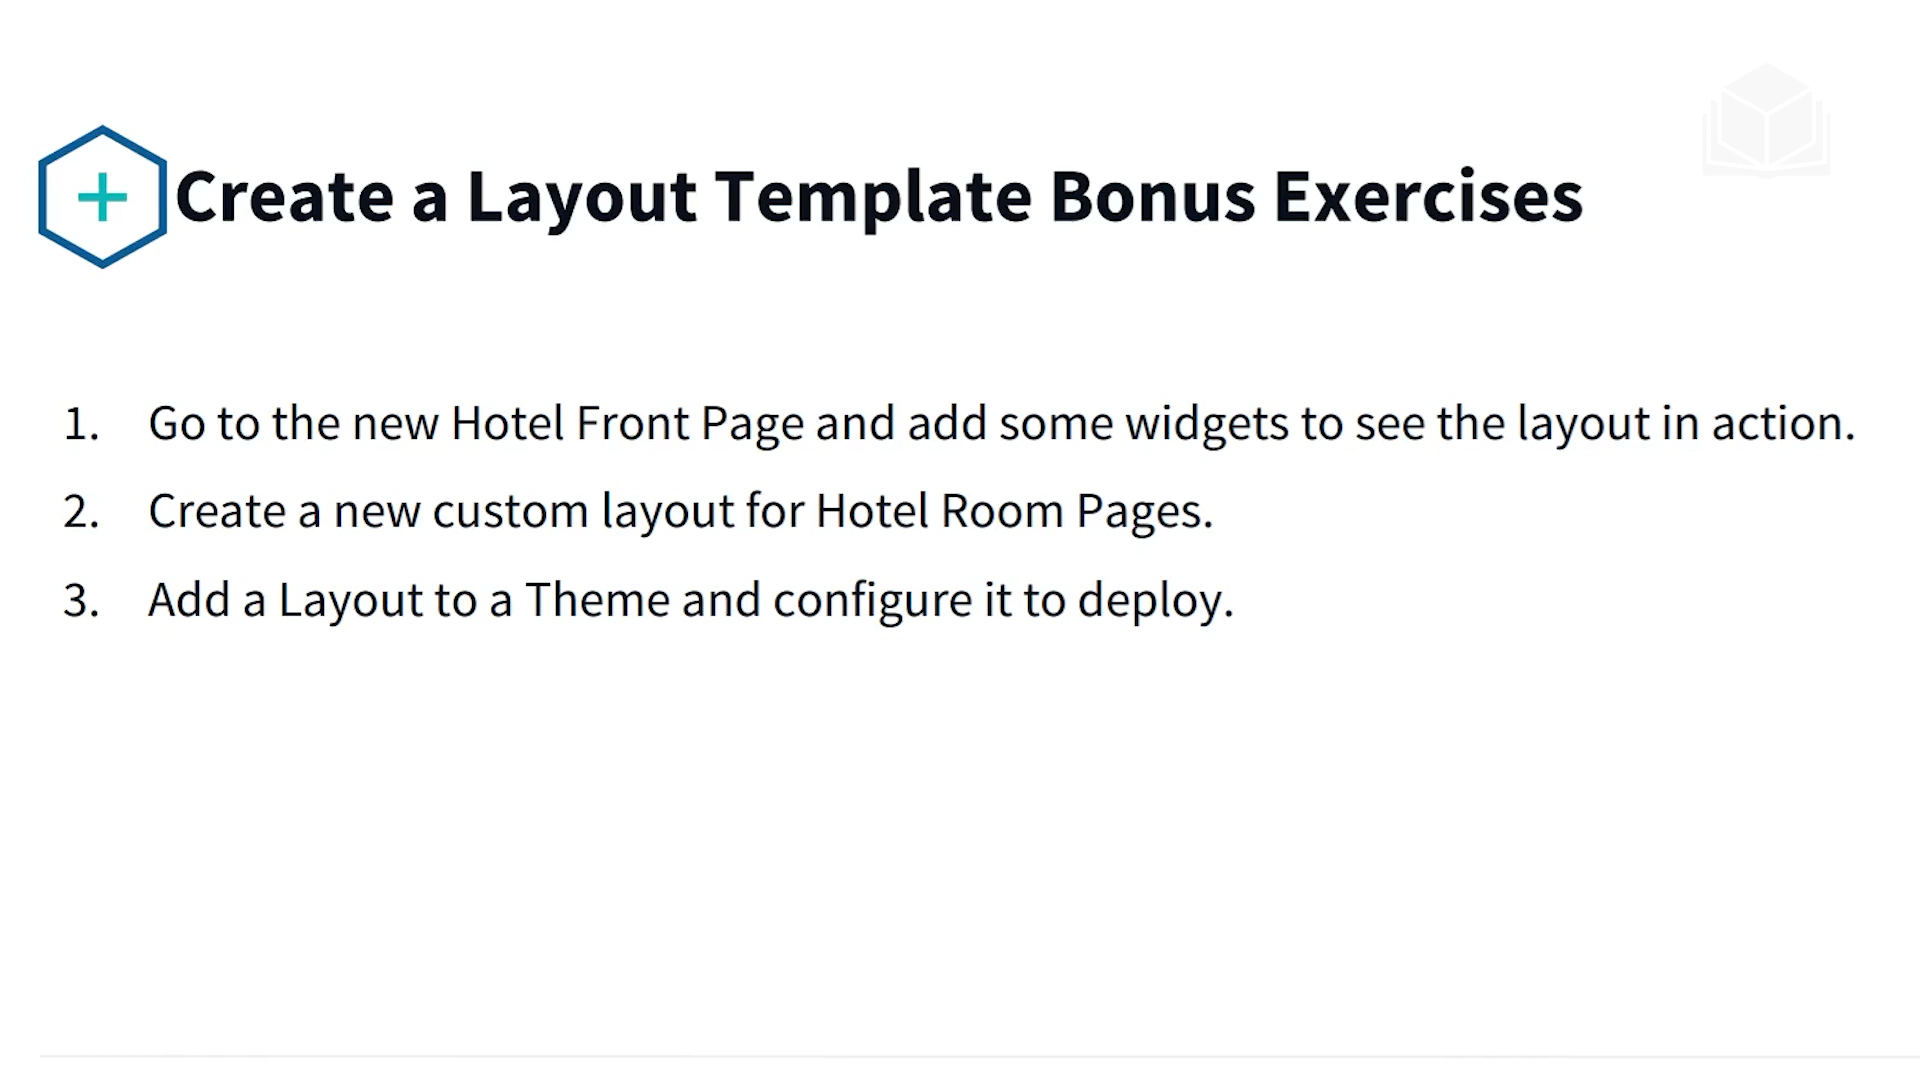 Create a Layout Template Bonus Exercises
1. Go to the new Hotel Front Page and add some widgets to see the layout in action.
2. Create a new custom layout for Hotel Room Pages.
3. Add a Layout to a Theme and configure it to deploy.